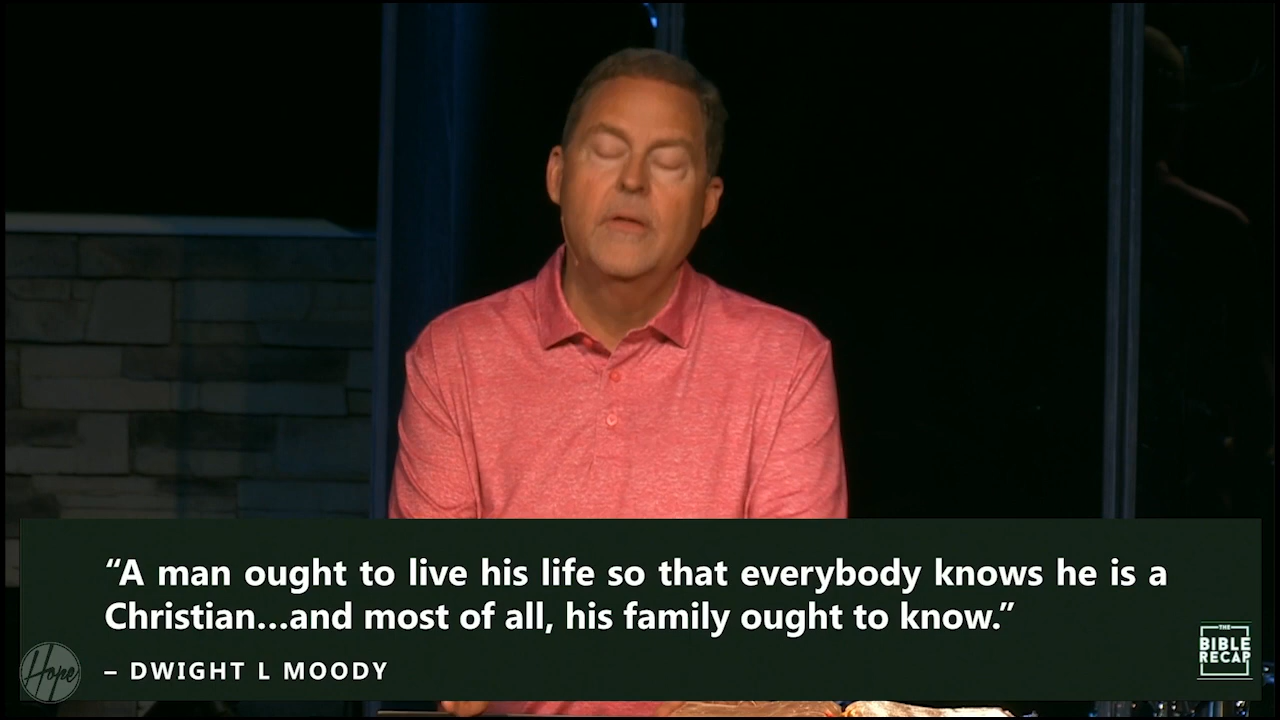 “A man ought to live his life so that everybody knows he is a
Christian...and most of all, his family ought to know.”
– DWIGHT L MOODY
Hope
THE
BIBLE
RECAP